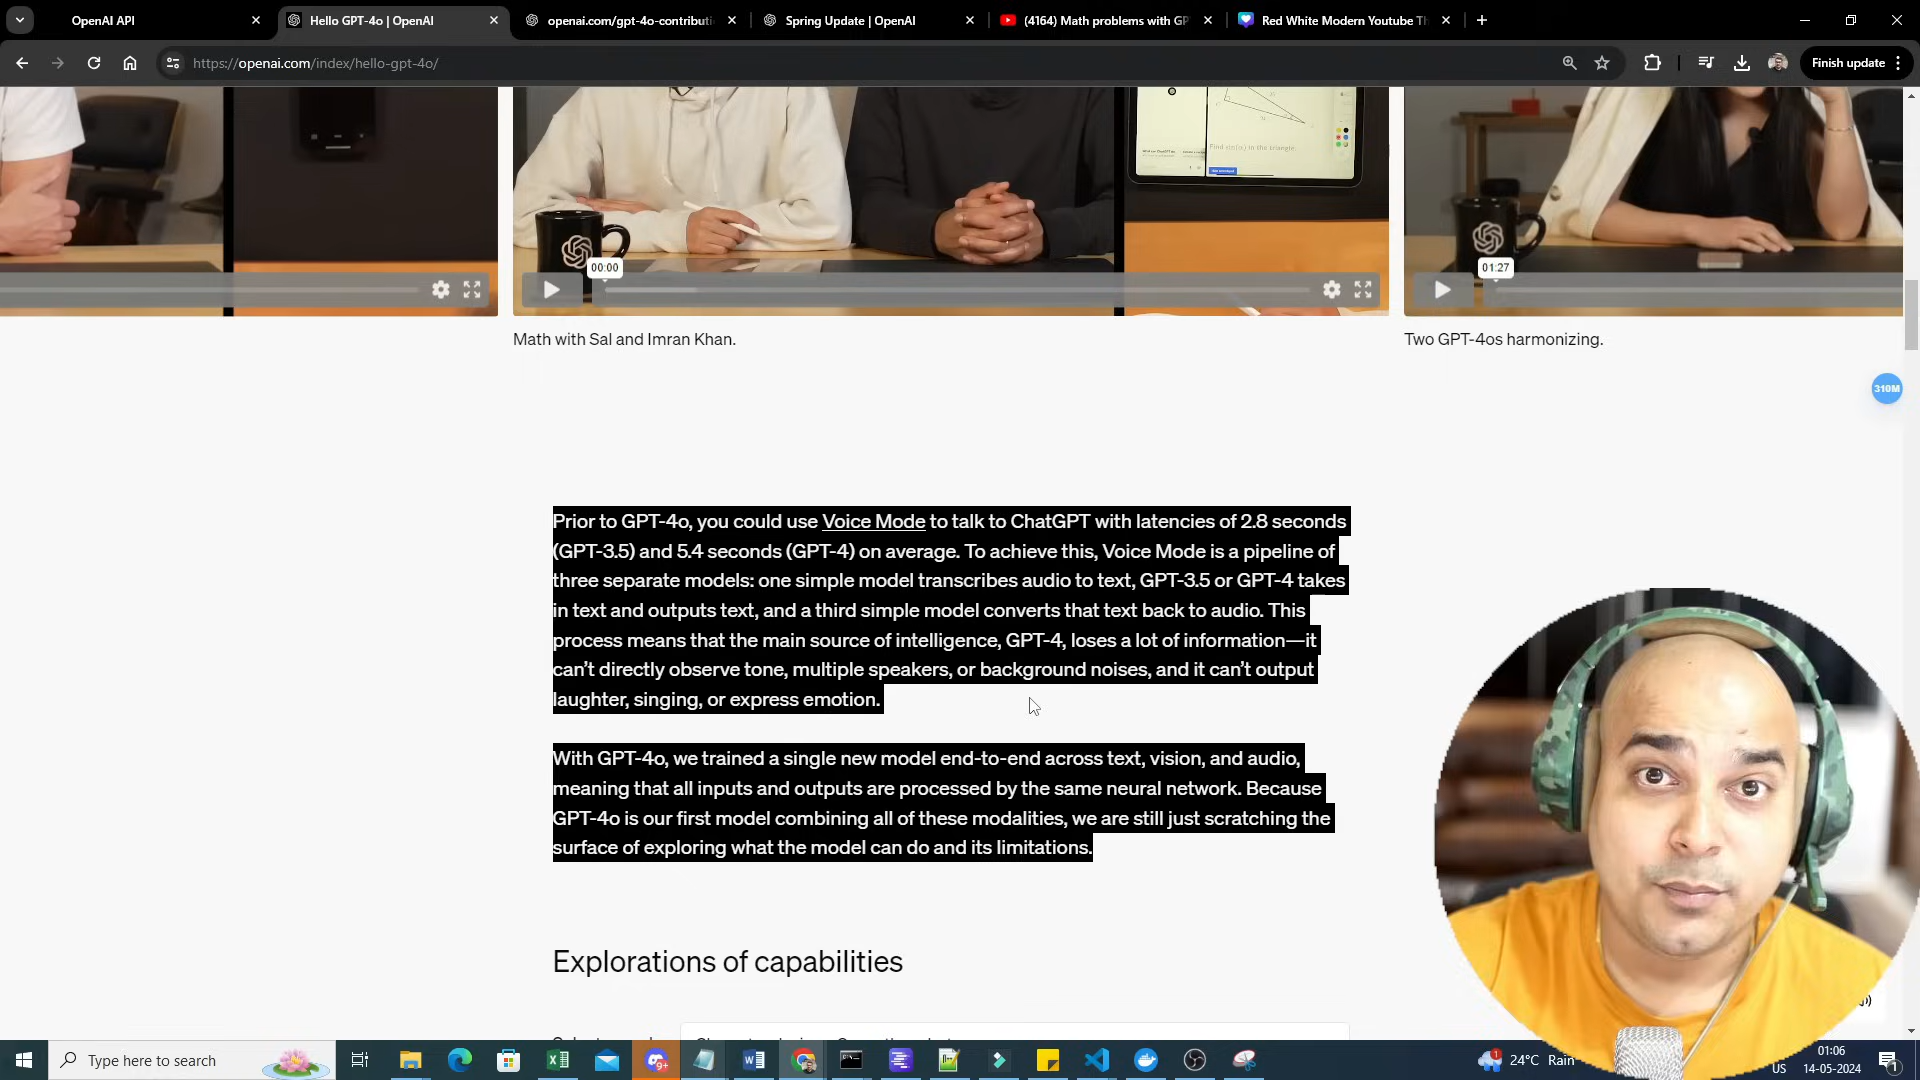 OpenAI API
Hello GPT-4o | OpenAI
openai.com/gpt-4o-contributi
Spring Update | OpenAI
(4164) Math problems with GP
Red White Modern Youtube Th
https://openai.com/index/hello-gpt-4o/
Finish update
Find sin(α) in the triangle.
00:00
01:27
Math with Sal and Imran Khan.
Two GPT-4os harmonizing.
310M
Prior to GPT-4o, you could use Voice Mode to talk to ChatGPT with latencies of 2.8 seconds
(GPT-3.5) and 5.4 seconds (GPT-4) on average. To achieve this, Voice Mode is a pipeline of
three separate models: one simple model transcribes audio to text, GPT-3.5 or GPT-4 takes
in text and outputs text, and a third simple model converts that text back to audio. This
process means that the main source of intelligence, GPT-4, loses a lot of information—it
can’t directly observe tone, multiple speakers, or background noises, and it can’t output
laughter, singing, or express emotion.
With GPT-4o, we trained a single new model end-to-end across text, vision, and audio,
meaning that all inputs and outputs are processed by the same neural network. Because
GPT-4o is our first model combining all of these modalities, we are still just scratching the
surface of exploring what the model can do and its limitations.
Explorations of capabilities
Type here to search
9+
1
24°C Rain
US
01:06
14-05-2024
1